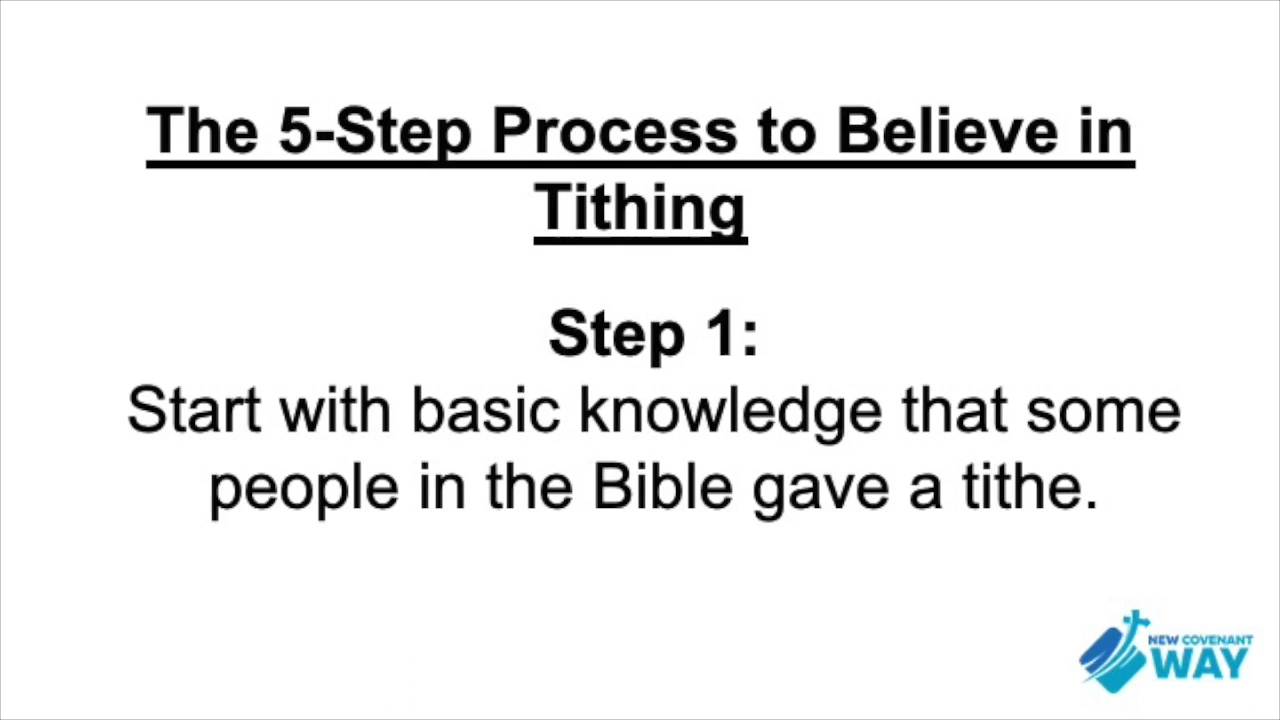 The 5-Step Process to Believe in
Tithing
Step 1:
Start with basic knowledge that some
people in the Bible gave a tithe.
NEW COVENANT
WAY